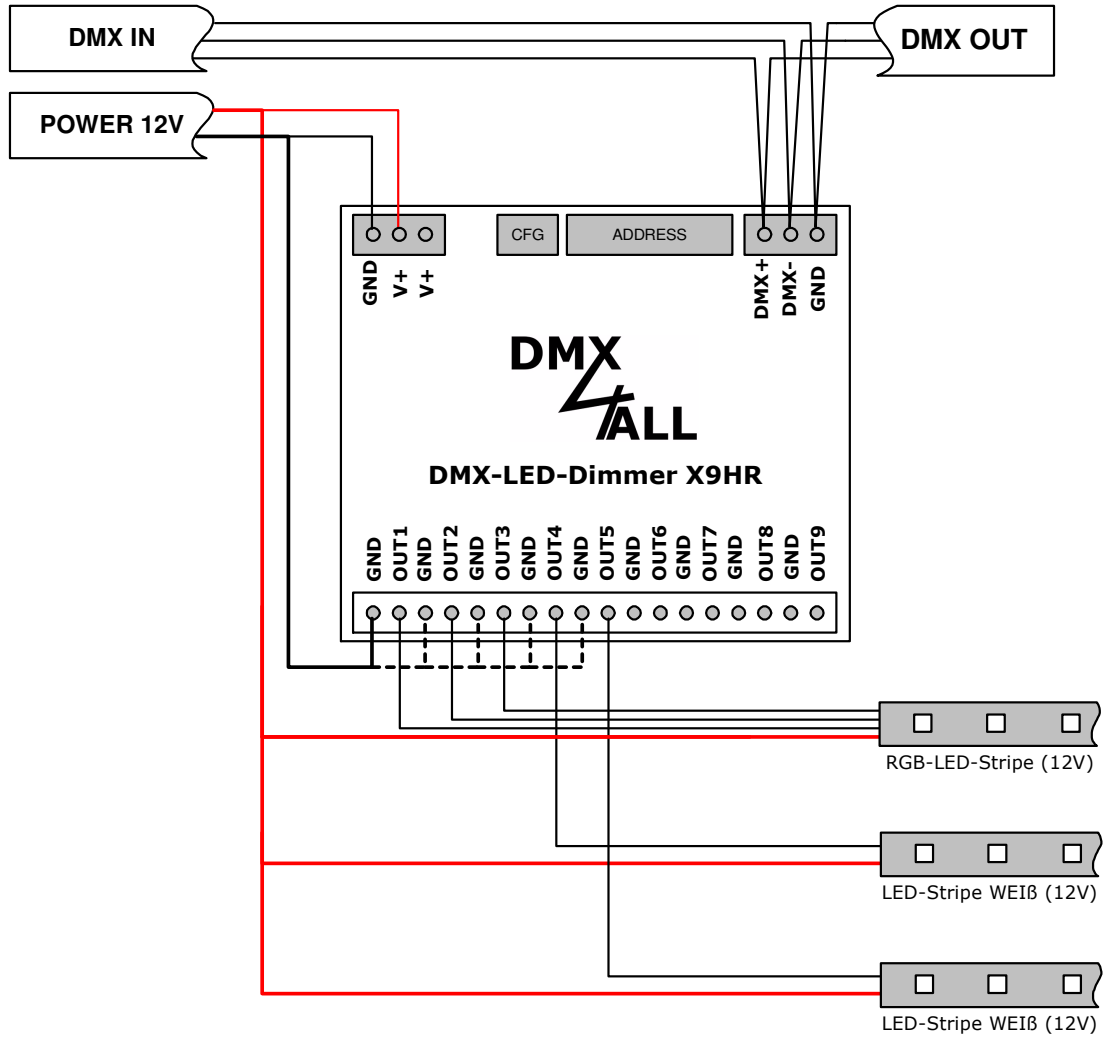 DMX IN
DMX OUT
POWER 12V
CFG
ADDRESS
GND
V+
V+
DMX+
DMX-
GND
DMX
4ALL
DMX-LED-Dimmer X9HR
GND
OUT1
GND
OUT2
GND
OUT3
GND
OUT4
GND
OUT5
GND
OUT6
GND
OUT7
GND
OUT8
GND
OUT9
RGB-LED-Stripe (12V)
LED-Stripe WEIß (12V)
LED-Stripe WEIß (12V)